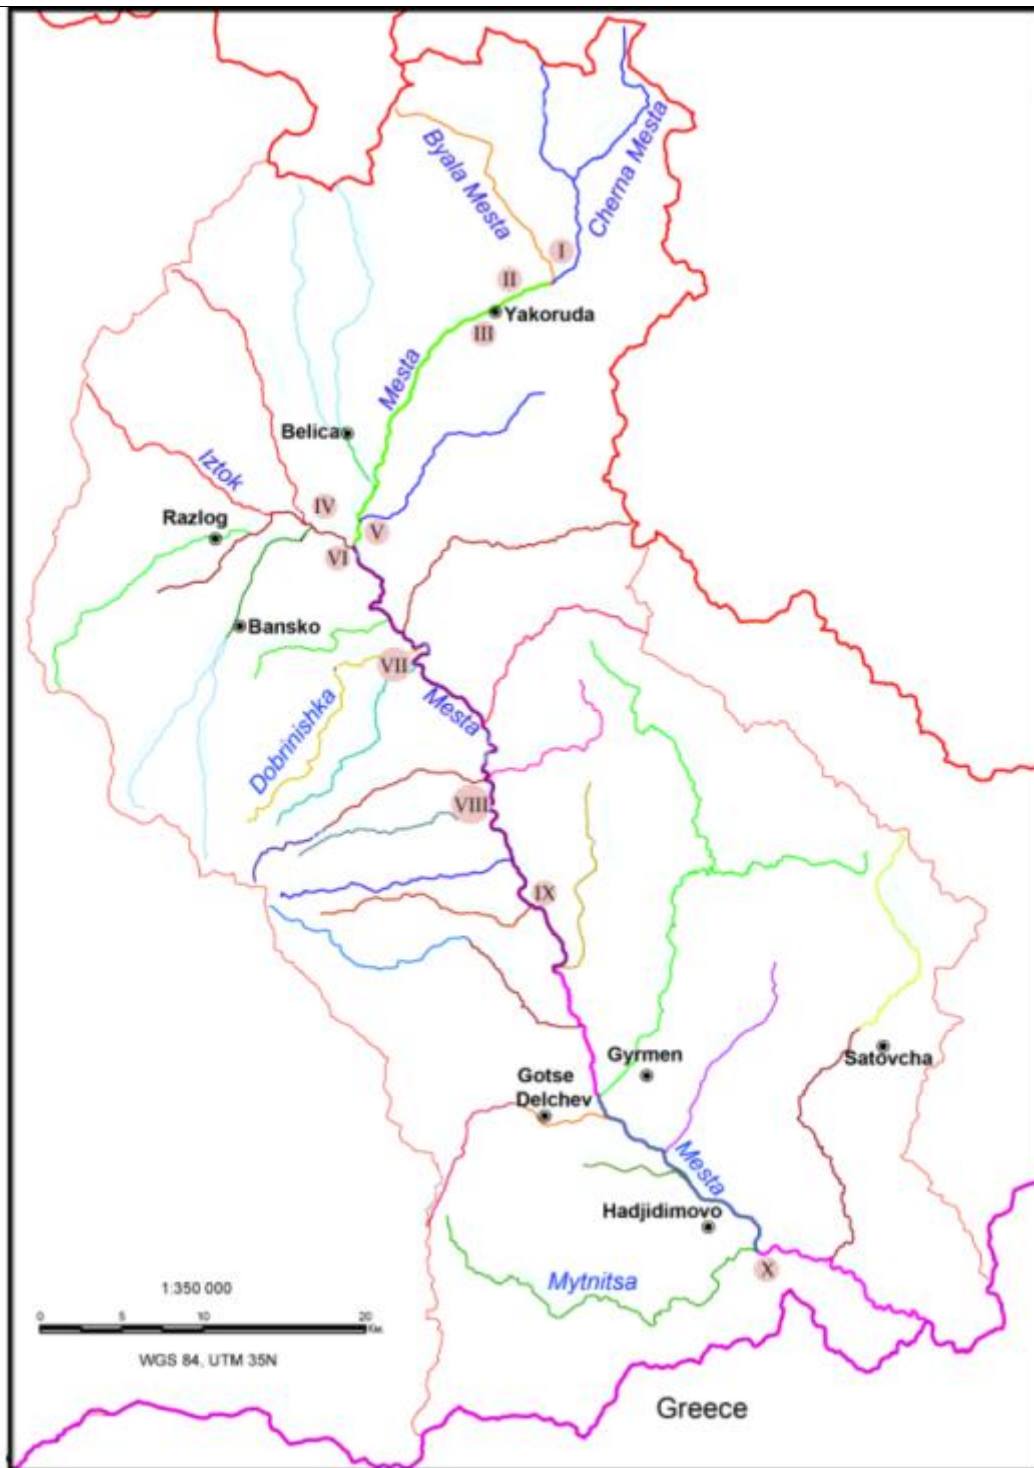 Byala Mesta
Cherna Mesta
I
II
Yakoruda
III
Mesta
Belica
Iztok
IV
Razlog
V
VI
Bansko
VII
Mesta
Dobrinishka
VIII
IX
Gyrmen
Satovcha
Gotse
Delchev
Mesta
Hadjidimovo
X
Mytnitsa
1:350 000
0 5 10 20
Km
WGS 84, UTM 35N
Greece